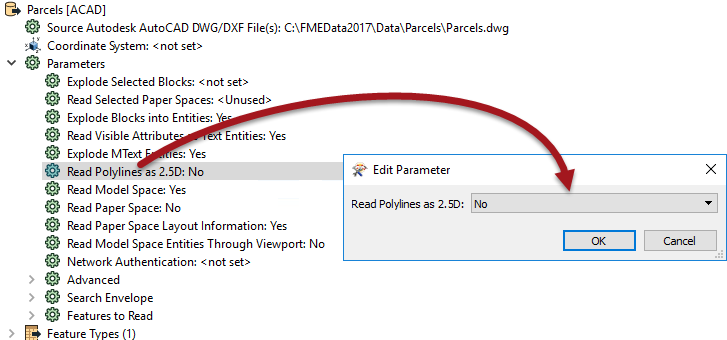 Parcels [ACAD]
Source Autodesk AutoCAD DWG/DXF File(s): C:\FMEData2017\Data\Parcels\Parcels.dwg
Coordinate System: <not set>
Parameters
Explode Selected Blocks: <not set>
Read Selected Paper Spaces: <Unused>
Explode Blocks into Entities: Yes
Read Visible Attributes Text Entities: Yes
Explode MText Entities: Yes
Read Polylines as 2.5D: No
Read Model Space: Yes
Read Paper Space: No
Read Paper Space Layout Information: Yes
Read Model Space Entities Through Viewport: No
Network Authentication: <not set>
Advanced
Search Envelope
Features to Read
Feature Types (1)
Edit Parameter
Read Polylines as 2.5D: No
OK Cancel